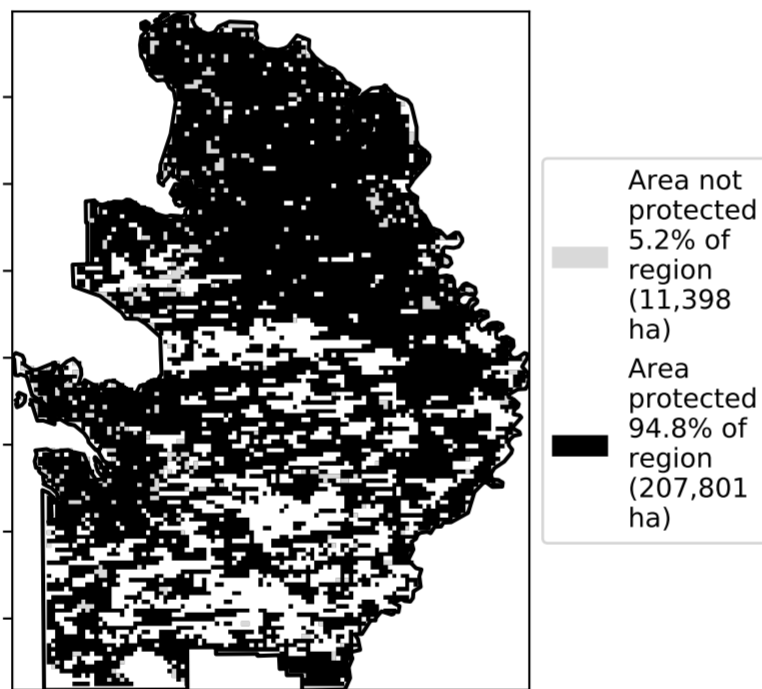 Area not
protected
5.2% of
region
(11,398
ha)
Area
protected
94.8% of
region
(207,801
ha)